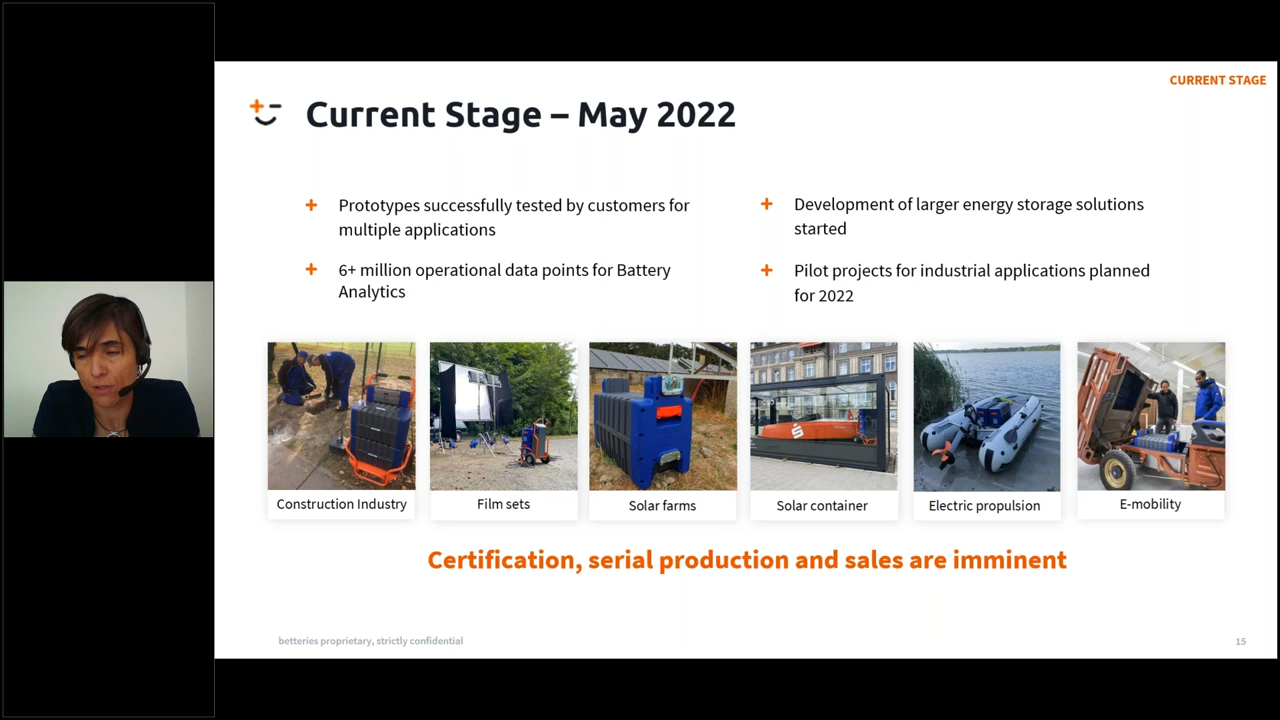 CURRENT STAGE
Current Stage – May 2022
Prototypes successfully tested by customers for
multiple applications
6+ million operational data points for Battery
Analytics
Development of larger energy storage solutions
started
Pilot projects for industrial applications planned
for 2022
Construction Industry
Film sets
Solar farms
Solar container
Electric propulsion
E-mobility
Certification, serial production and sales are imminent
betteries proprietary, strictly confidential
15